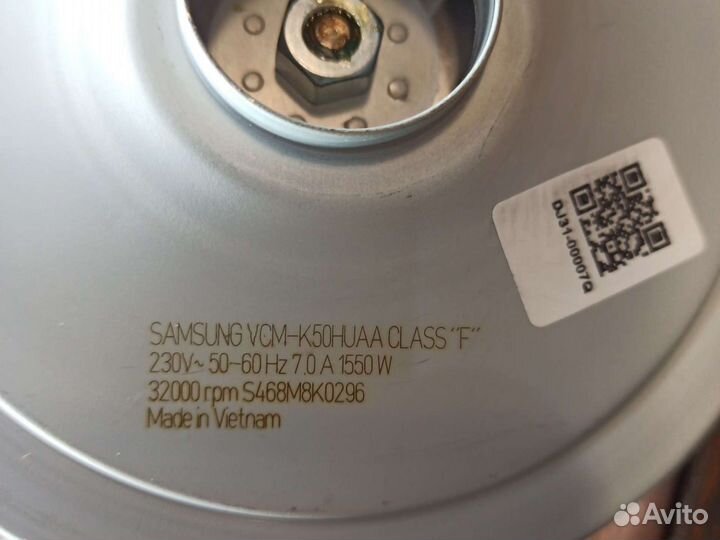 DJ31-00007Q
SAMSUNG VCM-K50HUAA CLASS "F"
230V~ 50-60 Hz 7.0 A 1550 W
32000 rpm S468M8K0296
Made in Vietnam
Avito